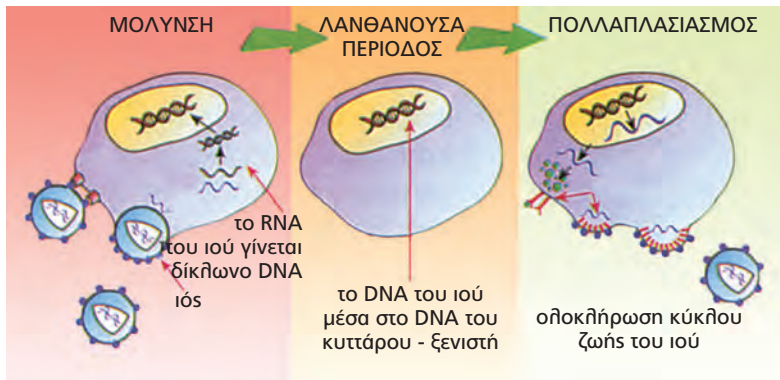 ΜΟΛΥΝΣΗ
ΛΑΝΘΑΝΟΥΣΑ
ΠΕΡΙΟΔΟΣ
ΠΟΛΛΑΠΛΑΣΙΑΣΜΟΣ
το RNA
του ιού γίνεται
δίκλωνο DNA
ιός
το DNA του ιού
μέσα στο DNA του
κυττάρου - ξενιστή
ολοκλήρωση κύκλου
ζωής του ιού